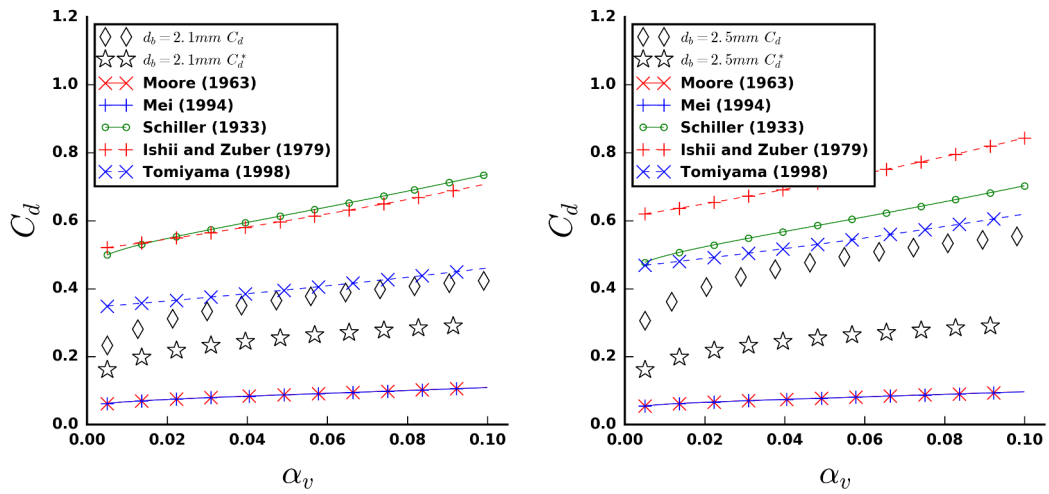 1.2
1.0
0.8
0.6
0.4
0.2
0.0
C_d
d_b = 2.1mm C_d
d_b = 2.1mm C_d^*
Moore (1963)
Mei (1994)
Schiller (1933)
Ishii and Zuber (1979)
Tomiyama (1998)
0.00 0.02 0.04 0.06 0.08 0.10
α_v
1.2
1.0
0.8
0.6
0.4
0.2
0.0
C_d
d_b = 2.5mm C_d
d_b = 2.5mm C_d^*
Moore (1963)
Mei (1994)
Schiller (1933)
Ishii and Zuber (1979)
Tomiyama (1998)
0.00 0.02 0.04 0.06 0.08 0.10
α_v